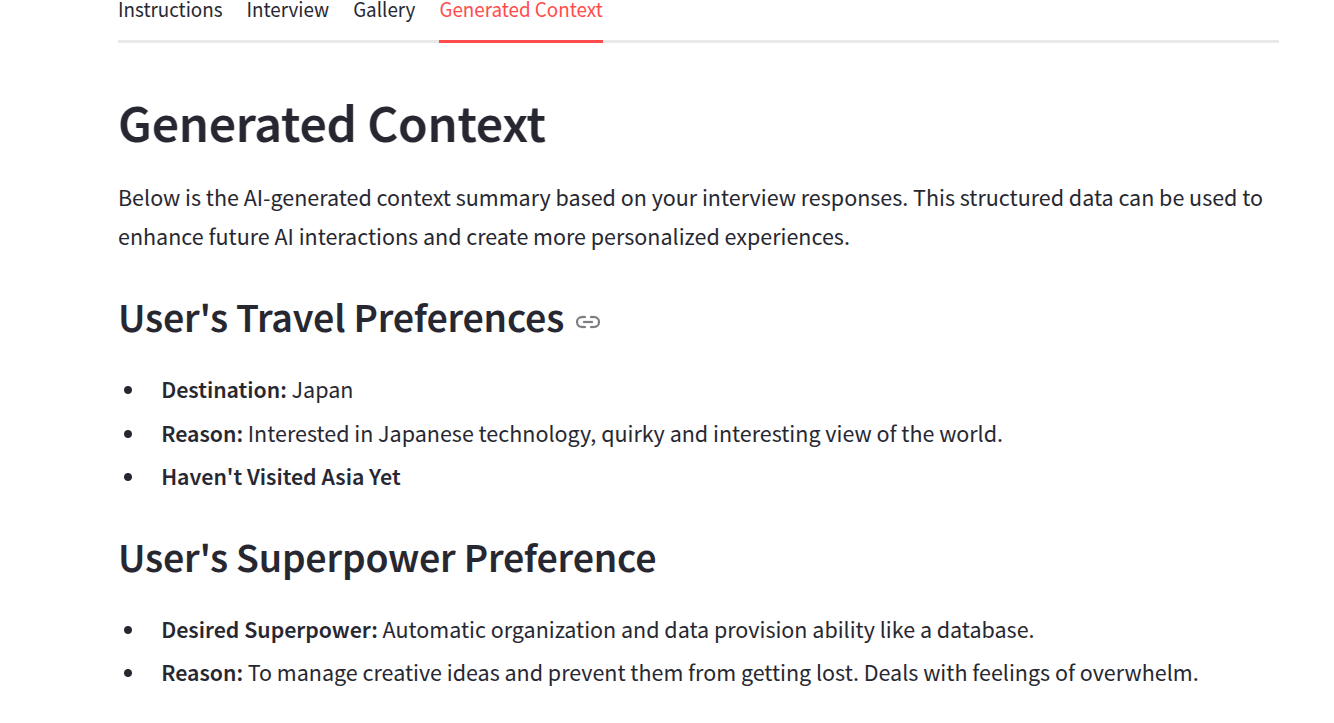 Instructions Interview Gallery Generated Context
Generated Context
Below is the AI-generated context summary based on your interview responses. This structured data can be used to
enhance future AI interactions and create more personalized experiences.
User's Travel Preferences
Destination: Japan
Reason: Interested in Japanese technology, quirky and interesting view of the world.
Haven't Visited Asia Yet
User's Superpower Preference
Desired Superpower: Automatic organization and data provision ability like a database.
Reason: To manage creative ideas and prevent them from getting lost. Deals with feelings of overwhelm.